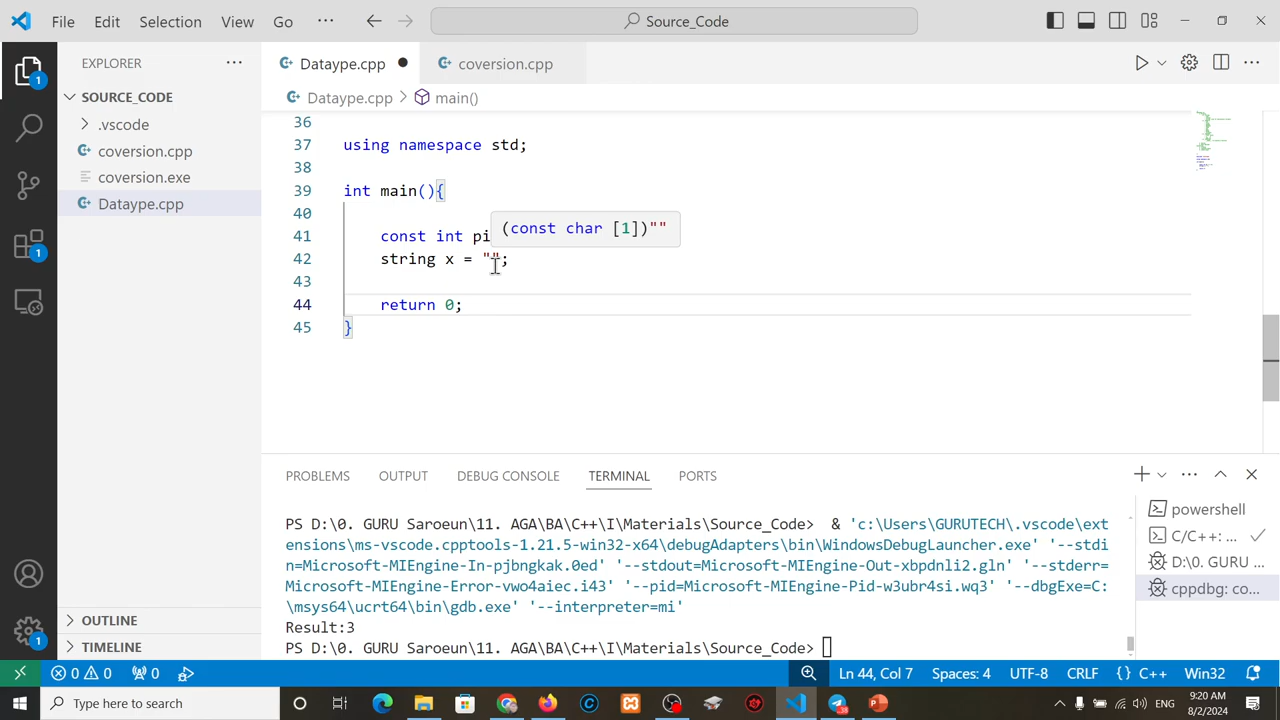 File Edit Selection View Go ··· Source_Code
EXPLORER ···
Dataype.cpp ● coversion.cpp
SOURCE_CODE
Dataype.cpp > main()
.vscode
coversion.cpp
coversion.exe
Dataype.cpp
36
37 using namespace std;
38
39 int main(){
40
(const char [1])""
41 const int pi
42 string x = "";
43
44 return 0;
45 }
PROBLEMS OUTPUT DEBUG CONSOLE TERMINAL PORTS
PS D:\0. GURU Saroeun\11. AGA\BA\C++\I\Materials\Source_Code> & 'c:\Users\GURUTECH\.vscode\ext
ensions\ms-vscode.cpptools-1.21.5-win32-x64\debugAdapters\bin\WindowsDebugLauncher.exe' '--stdi
n=Microsoft-MIEngine-In-pjbngkak.0ed' '--stdout=Microsoft-MIEngine-Out-xbpdnli2.gln' '--stderr=
Microsoft-MIEngine-Error-vwo4aiec.i43' '--pid=Microsoft-MIEngine-Pid-w3ubr4si.wq3' '--dbgExe=C:
\msys64\ucrt64\bin\gdb.exe' '--interpreter=mi'
Result:3
PS D:\0. GURU Saroeun\11. AGA\BA\C++\I\Materials\Source_Code>
powershell
C/C++: ...
D:\0. GURU ...
cppdbg: co...
1
1
1
OUTLINE
TIMELINE
0 0 0 Ln 44, Col 7 Spaces: 4 UTF-8 CRLF {} C++ Win32
Type here to search 9:20 AM
8/2/2024